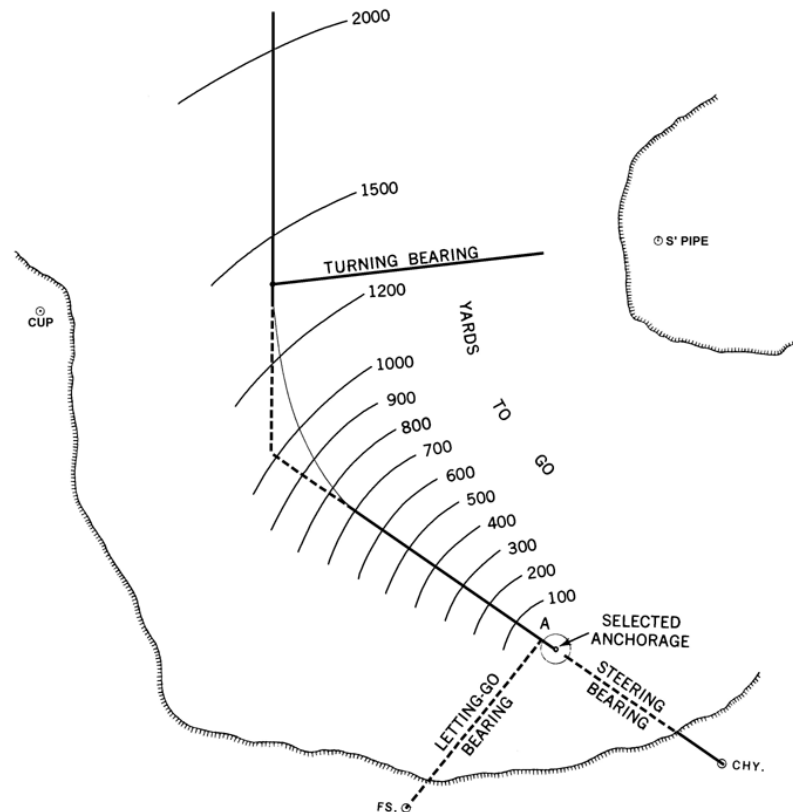 2000
1500
S' PIPE
TURNING BEARING
1200
CUP
YARDS
TO
GO
1000
900
800
700
600
500
400
300
200
100
A
SELECTED
ANCHORAGE
STEERING
BEARING
LETTING-GO
BEARING
CHY.
FS.